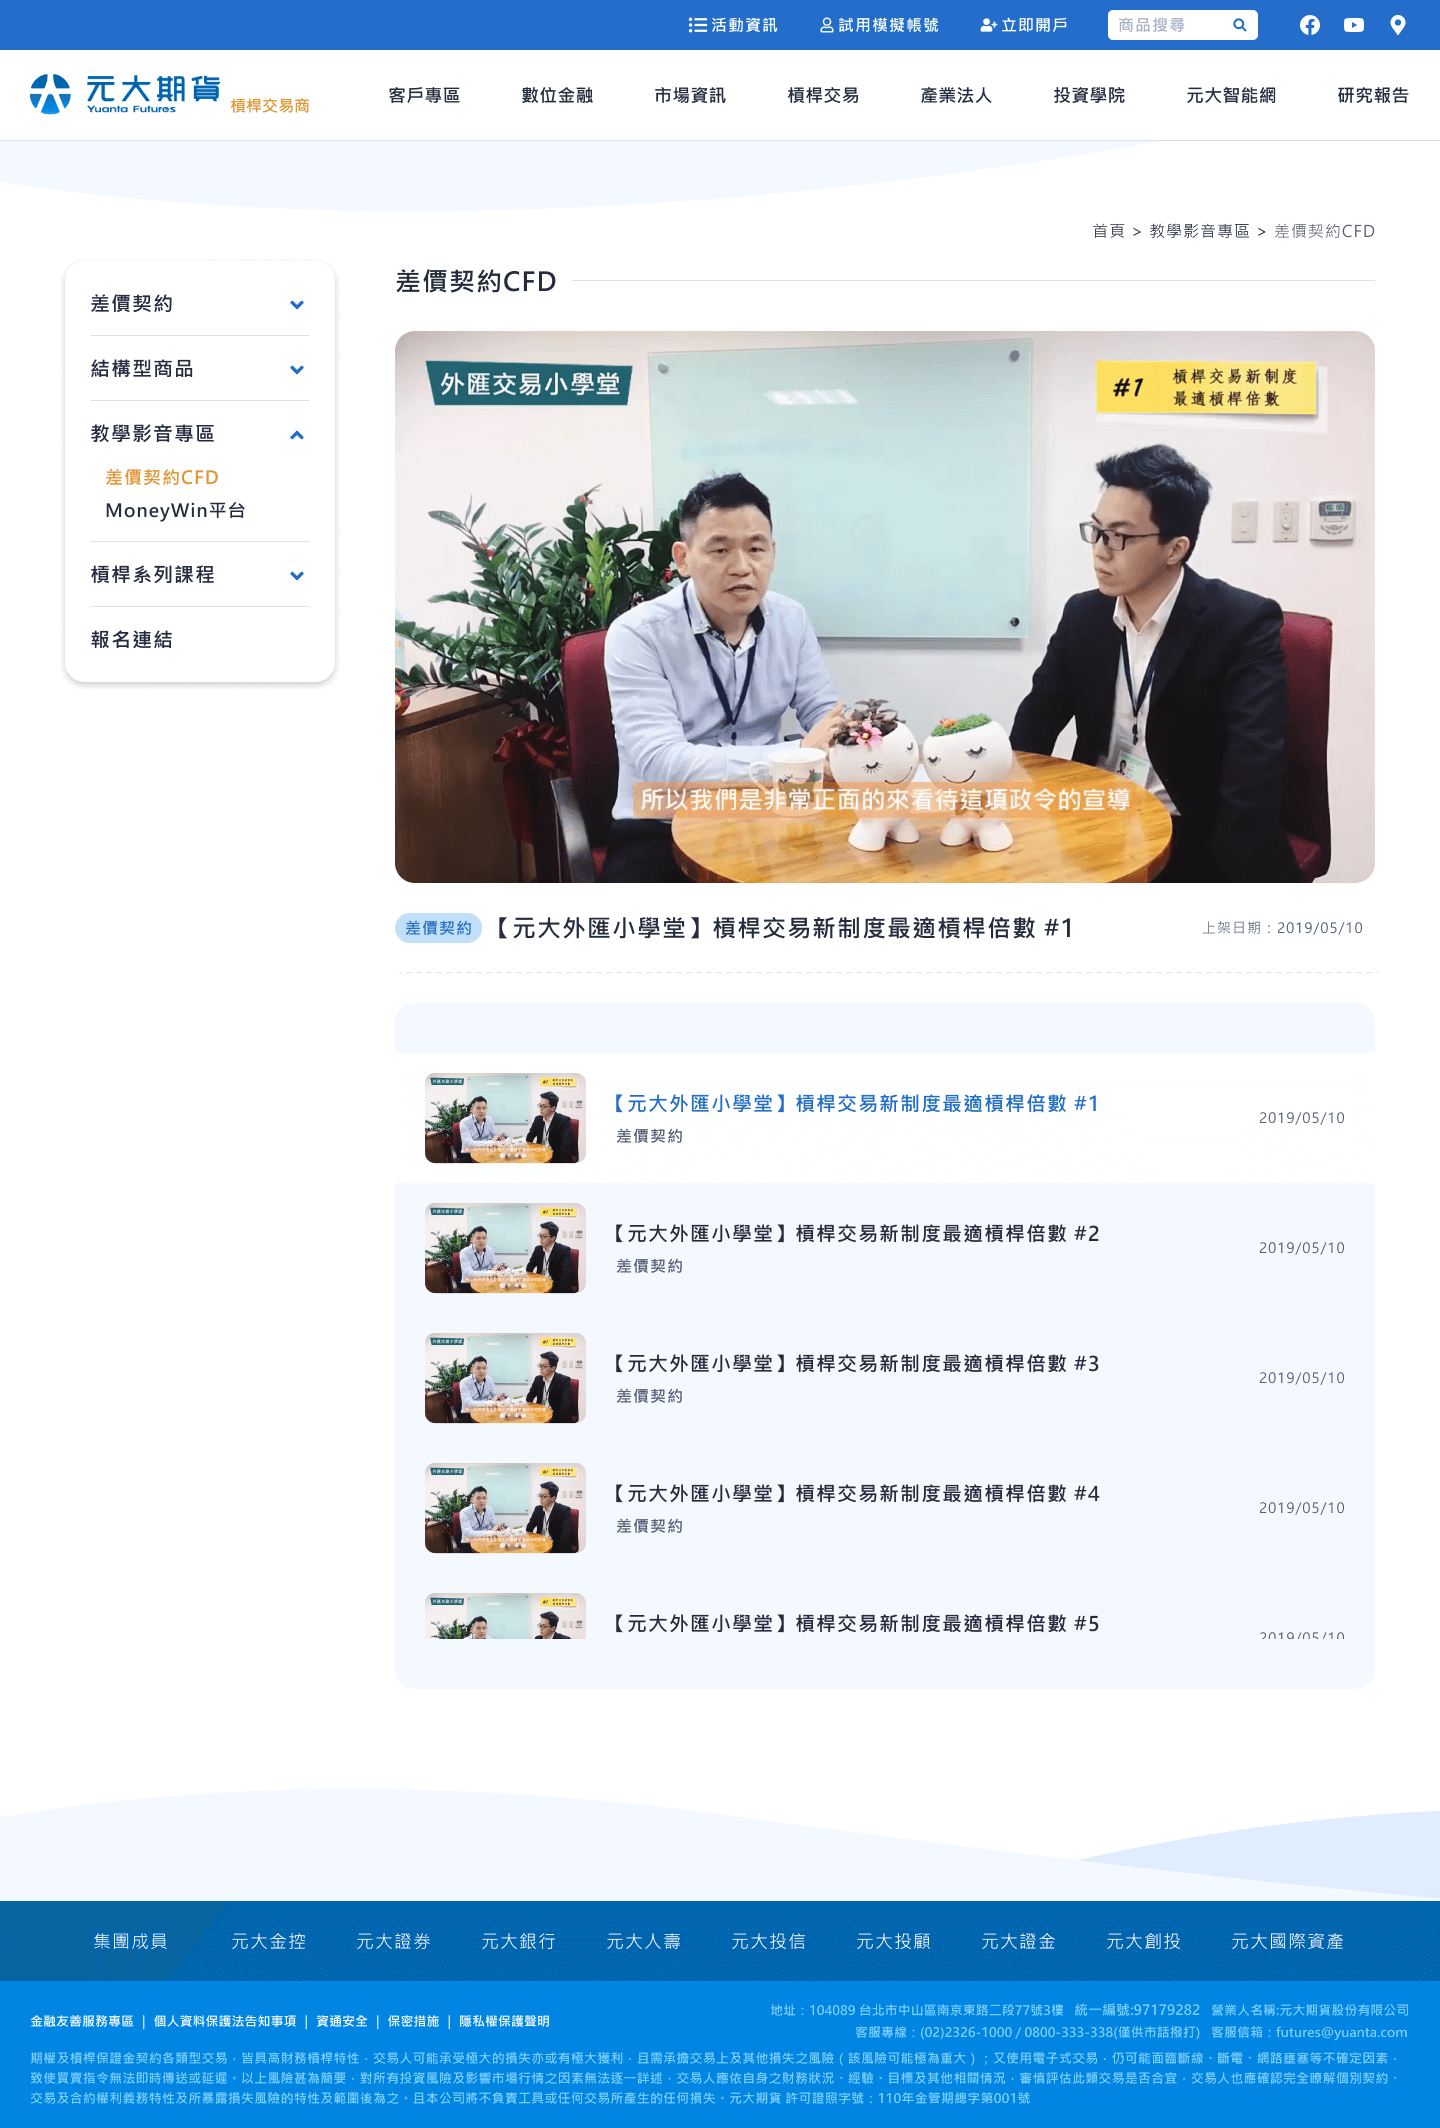 活動資訊 試用模擬帳號 立即開戶 商品搜尋
元大期貨 Yuanta Futures 槓桿交易商
客戶專區 數位金融 市場資訊 槓桿交易 產業法人 投資學院 元大智能網 研究報告
首頁 > 教學影音專區 > 差價契約CFD
差價契約
結構型商品
教學影音專區
差價契約CFD
MoneyWin平台
槓桿系列課程
報名連結
差價契約CFD
外匯交易小學堂
#1 槓桿交易新制度
最適槓桿倍數
所以我們是非常正面的來看待這項政令的宣導
差價契約 【元大外匯小學堂】槓桿交易新制度最適槓桿倍數 #1 上架日期：2019/05/10
【元大外匯小學堂】槓桿交易新制度最適槓桿倍數 #1
差價契約
2019/05/10
【元大外匯小學堂】槓桿交易新制度最適槓桿倍數 #2
差價契約
2019/05/10
【元大外匯小學堂】槓桿交易新制度最適槓桿倍數 #3
差價契約
2019/05/10
【元大外匯小學堂】槓桿交易新制度最適槓桿倍數 #4
差價契約
2019/05/10
【元大外匯小學堂】槓桿交易新制度最適槓桿倍數 #5
2019/05/10
集團成員 元大金控 元大證券 元大銀行 元大人壽 元大投信 元大投顧 元大證金 元大創投 元大國際資產
金融友善服務專區 | 個人資料保護法告知事項 | 資通安全 | 保密措施 | 隱私權保護聲明
地址：104089 台北市中山區南京東路二段77號3樓 統一編號:97179282 營業人名稱:元大期貨股份有限公司
客服專線：(02)2326-1000 / 0800-333-338(僅供市話撥打) 客服信箱：futures@yuanta.com
期權及槓桿保證金契約各類型交易，皆具高財務槓桿特性，交易人可能承受極大的損失亦或有極大獲利，且需承擔交易上及其他損失之風險（該風險可能極為重大）；又使用電子式交易，仍可能面臨斷線、斷電、網路壅塞等不確定因素，
致使買賣指令無法即時傳送或延遲。以上風險甚為簡要，對所有投資風險及影響市場行情之因素無法逐一詳述，交易人應依自身之財務狀況、經驗、目標及其他相關情況，審慎評估此類交易是否合宜，交易人也應確認完全瞭解個別契約、
交易及合約權利義務特性及所暴露損失風險的特性及範圍後為之。且本公司將不負責工具或任何交易所產生的任何損失。元大期貨 許可證照字號：110年金管期總字第001號